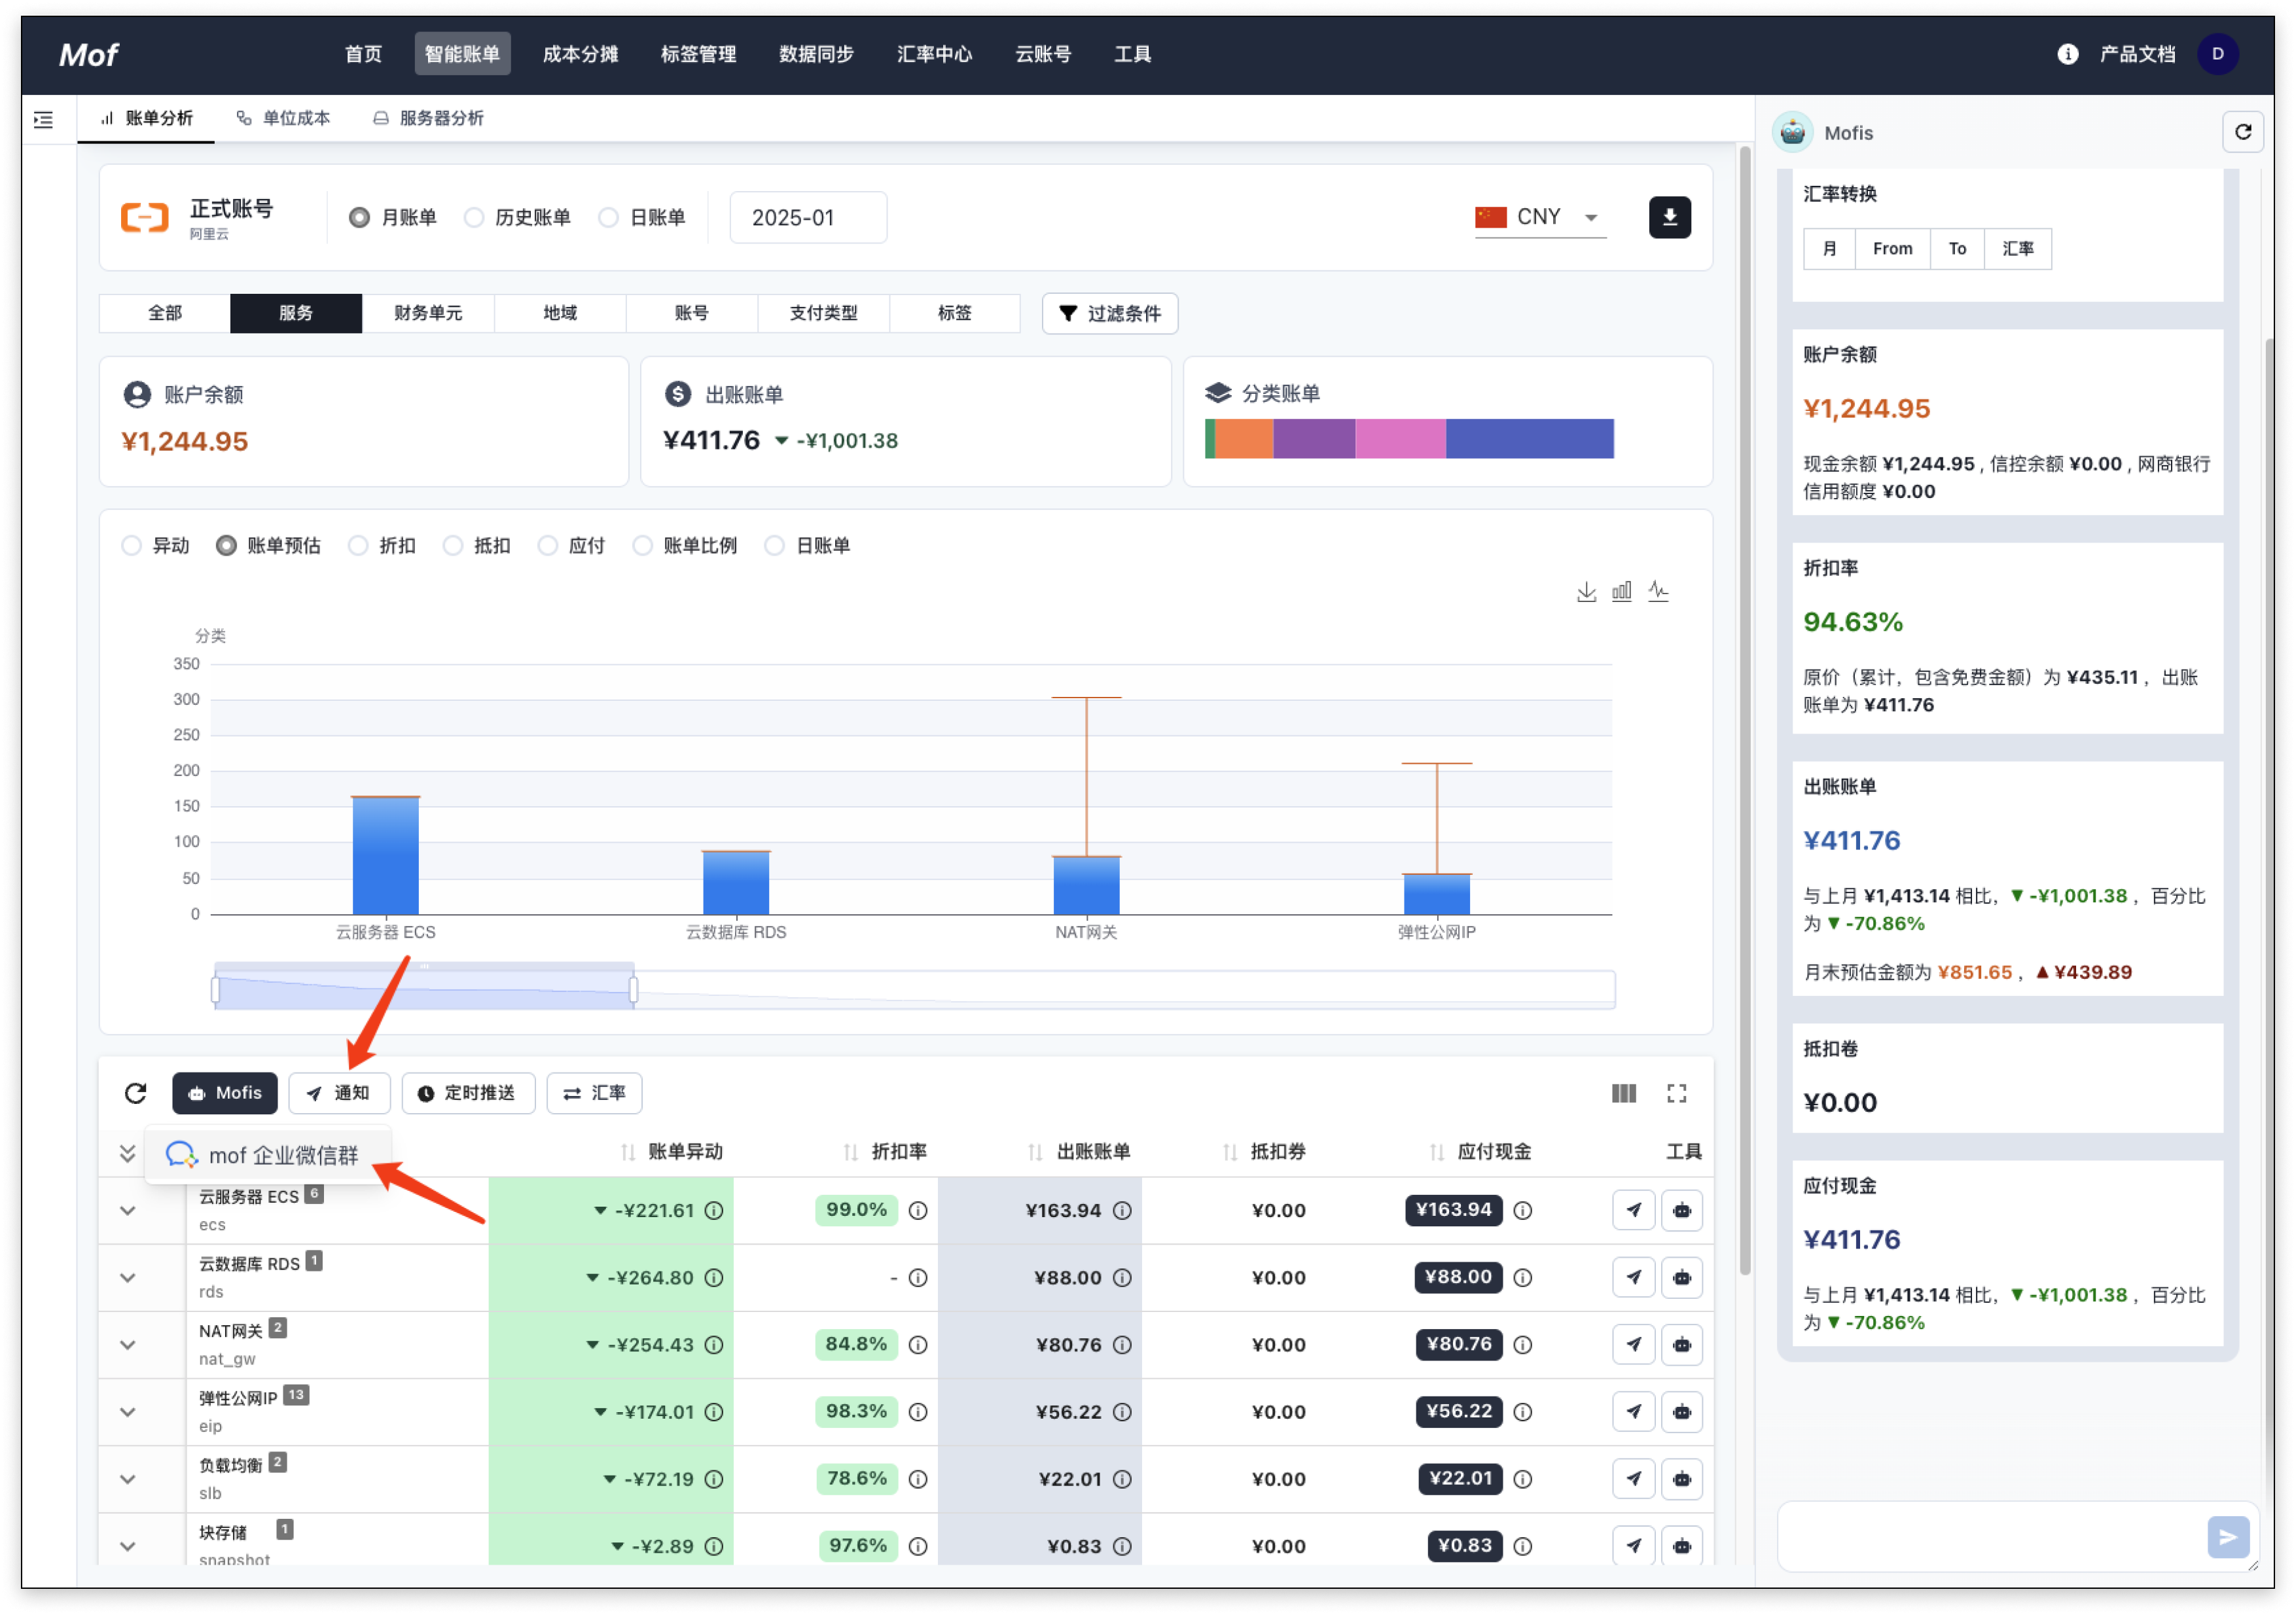 Mof
首页 智能账单 成本分摊 标签管理 数据同步 汇率中心 云账号 工具
产品文档 D
账单分析 单位成本 服务器分析
正式账号
阿里云
月账单 历史账单 日账单 2025-01
CNY
全部 服务 财务单元 地域 账号 支付类型 标签 过滤条件
账户余额
¥1,244.95
出账账单
¥411.76 ▼ -¥1,001.38
分类账单
异动 账单预估 折扣 抵扣 应付 账单比例 日账单
分类
350
300
250
200
150
100
50
0
云服务器 ECS 云数据库 RDS NAT网关 弹性公网IP
Mofis 通知 定时推送 汇率
mof 企业微信群
账单异动 折扣率 出账账单 抵扣券 应付现金 工具
云服务器 ECS 6
ecs
▼ -¥221.61 99.0% ¥163.94 ¥0.00 ¥163.94
云数据库 RDS 1
rds
▼ -¥264.80 - ¥88.00 ¥0.00 ¥88.00
NAT网关 2
nat_gw
▼ -¥254.43 84.8% ¥80.76 ¥0.00 ¥80.76
弹性公网IP 13
eip
▼ -¥174.01 98.3% ¥56.22 ¥0.00 ¥56.22
负载均衡 2
slb
▼ -¥72.19 78.6% ¥22.01 ¥0.00 ¥22.01
块存储 1
snapshot
▼ -¥2.89 97.6% ¥0.83 ¥0.00 ¥0.83
Mofis
汇率转换
月 From To 汇率
账户余额
¥1,244.95
现金余额 ¥1,244.95 , 信控余额 ¥0.00 , 网商银行
信用额度 ¥0.00
折扣率
94.63%
原价（累计，包含免费金额）为 ¥435.11 ，出账
账单为 ¥411.76
出账账单
¥411.76
与上月 ¥1,413.14 相比，▼ -¥1,001.38 ，百分比
为 ▼ -70.86%
月末预估金额为 ¥851.65 ，▲ ¥439.89
抵扣卷
¥0.00
应付现金
¥411.76
与上月 ¥1,413.14 相比，▼ -¥1,001.38 ，百分比
为 ▼ -70.86%